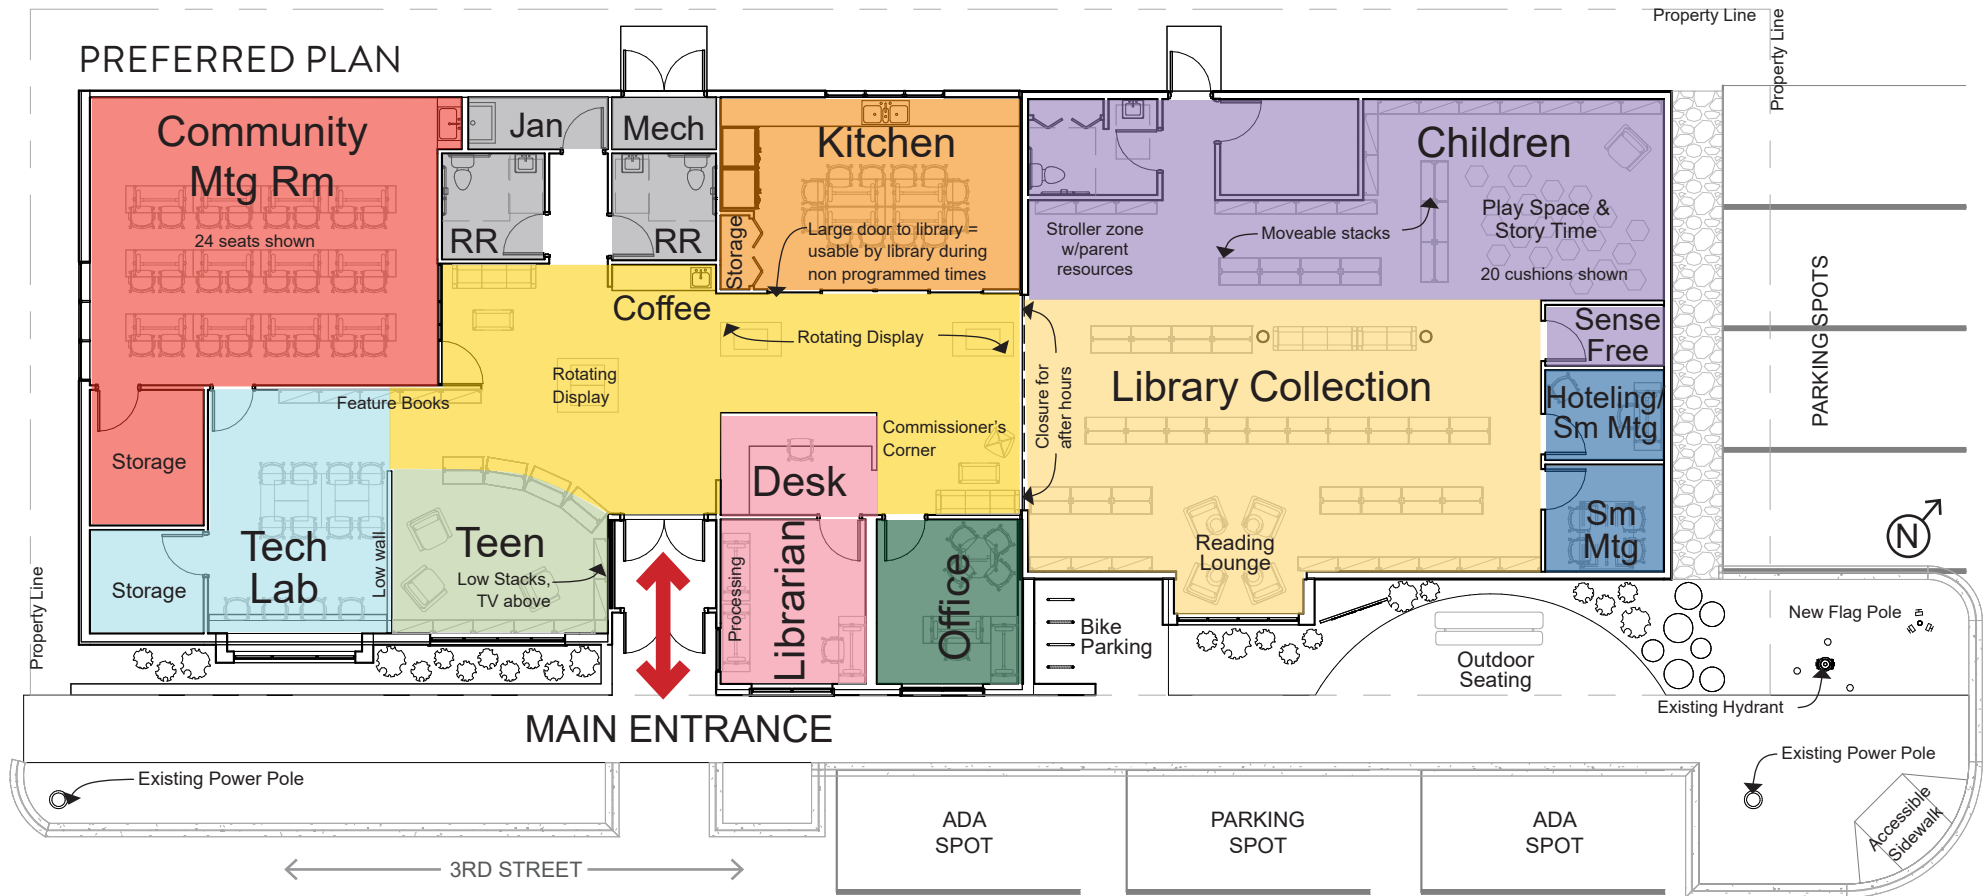 Property Line
Property Line
PREFERRED PLAN
Community
Mtg Rm
24 seats shown
Jan
Mech
RR
RR
Kitchen
Storage
Large door to library =
usable by library during
non programmed times
Children
Play Space &
Story Time
20 cushions shown
Stroller zone
w/parent
resources
Moveable stacks
Coffee
Rotating Display
Rotating
Display
Feature Books
Closure for
after hours
Library Collection
Sense
Free
Hoteling/
Sm Mtg
Sm
Mtg
PARKING SPOTS
Storage
Commissioner's
Corner
Desk
Tech
Lab
Low wall
Teen
Low Stacks,
TV above
Storage
Processing
Librarian
Office
Reading
Lounge
N
Property Line
Bike
Parking
Outdoor
Seating
New Flag Pole
Existing Hydrant
MAIN ENTRANCE
Existing Power Pole
Existing Power Pole
ADA
SPOT
PARKING
SPOT
ADA
SPOT
Accessible
Sidewalk
3RD STREET